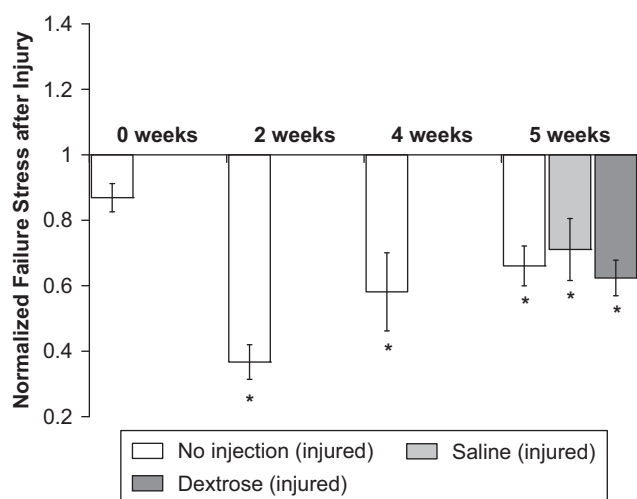 Normalized Failure Stress after Injury
1.4
1.2
1
0.8
0.6
0.4
0.2
0 weeks 2 weeks 4 weeks 5 weeks
* * * * *
No injection (injured) Saline (injured)
Dextrose (injured)